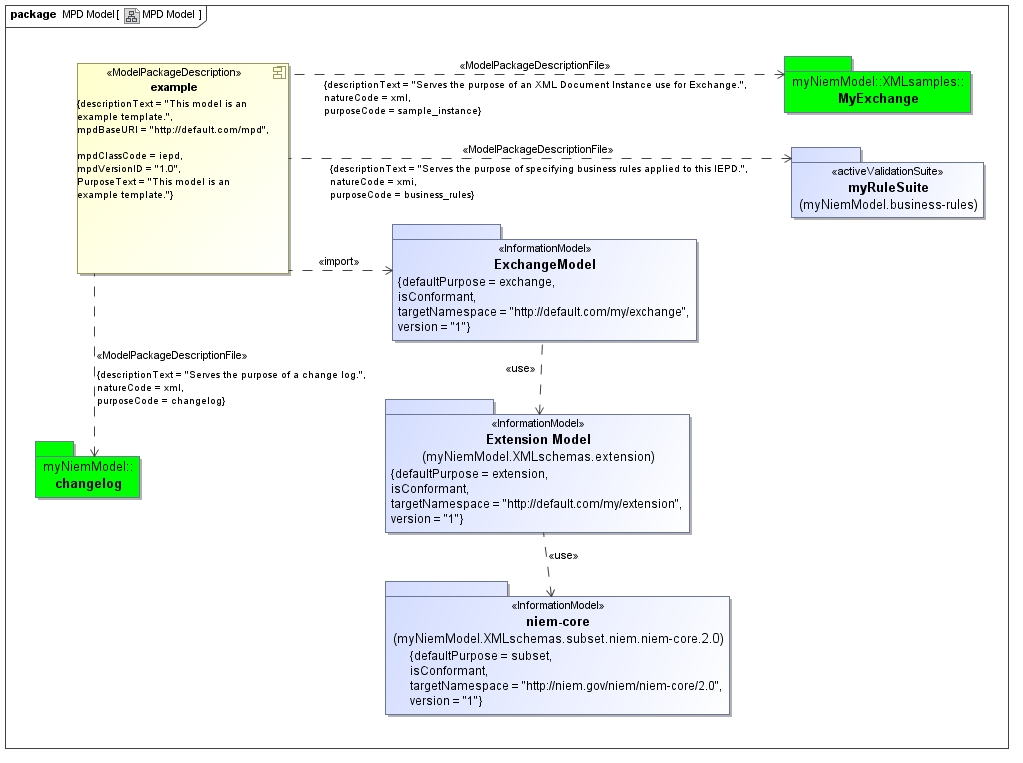 package MPD Model [ MPD Model ]
«ModelPackageDescription»
example
{descriptionText = "This model is an
example template.",
mpdBaseURI = "http://default.com/mpd",
mpdClassCode = iepd,
mpdVersionID = "1.0",
PurposeText = "This model is an
example template."}
«ModelPackageDescriptionFile»
{descriptionText = "Serves the purpose of an XML Document Instance use for Exchange.",
natureCode = xml,
purposeCode = sample_instance}
myNiemModel::XMLsamples::
MyExchange
«ModelPackageDescriptionFile»
{descriptionText = "Serves the purpose of specifying business rules applied to this IEPD.",
natureCode = xmi,
purposeCode = business_rules}
«activeValidationSuite»
myRuleSuite
(myNiemModel.business-rules)
«import»
«InformationModel»
ExchangeModel
{defaultPurpose = exchange,
isConformant,
targetNamespace = "http://default.com/my/exchange",
version = "1"}
«ModelPackageDescriptionFile»
{descriptionText = "Serves the purpose of a change log.",
natureCode = xml,
purposeCode = changelog}
«use»
«InformationModel»
Extension Model
(myNiemModel.XMLschemas.extension)
{defaultPurpose = extension,
isConformant,
targetNamespace = "http://default.com/my/extension",
version = "1"}
myNiemModel::
changelog
«use»
«InformationModel»
niem-core
(myNiemModel.XMLschemas.subset.niem.niem-core.2.0)
{defaultPurpose = subset,
isConformant,
targetNamespace = "http://niem.gov/niem/niem-core/2.0",
version = "1"}